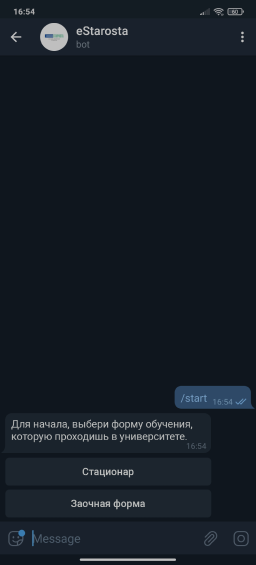 16:54
60
eStarosta
bot
/start
16:54
Для начала, выбери форму обучения,
которую проходишь в университете.
16:54
Стационар
Заочная форма
Message